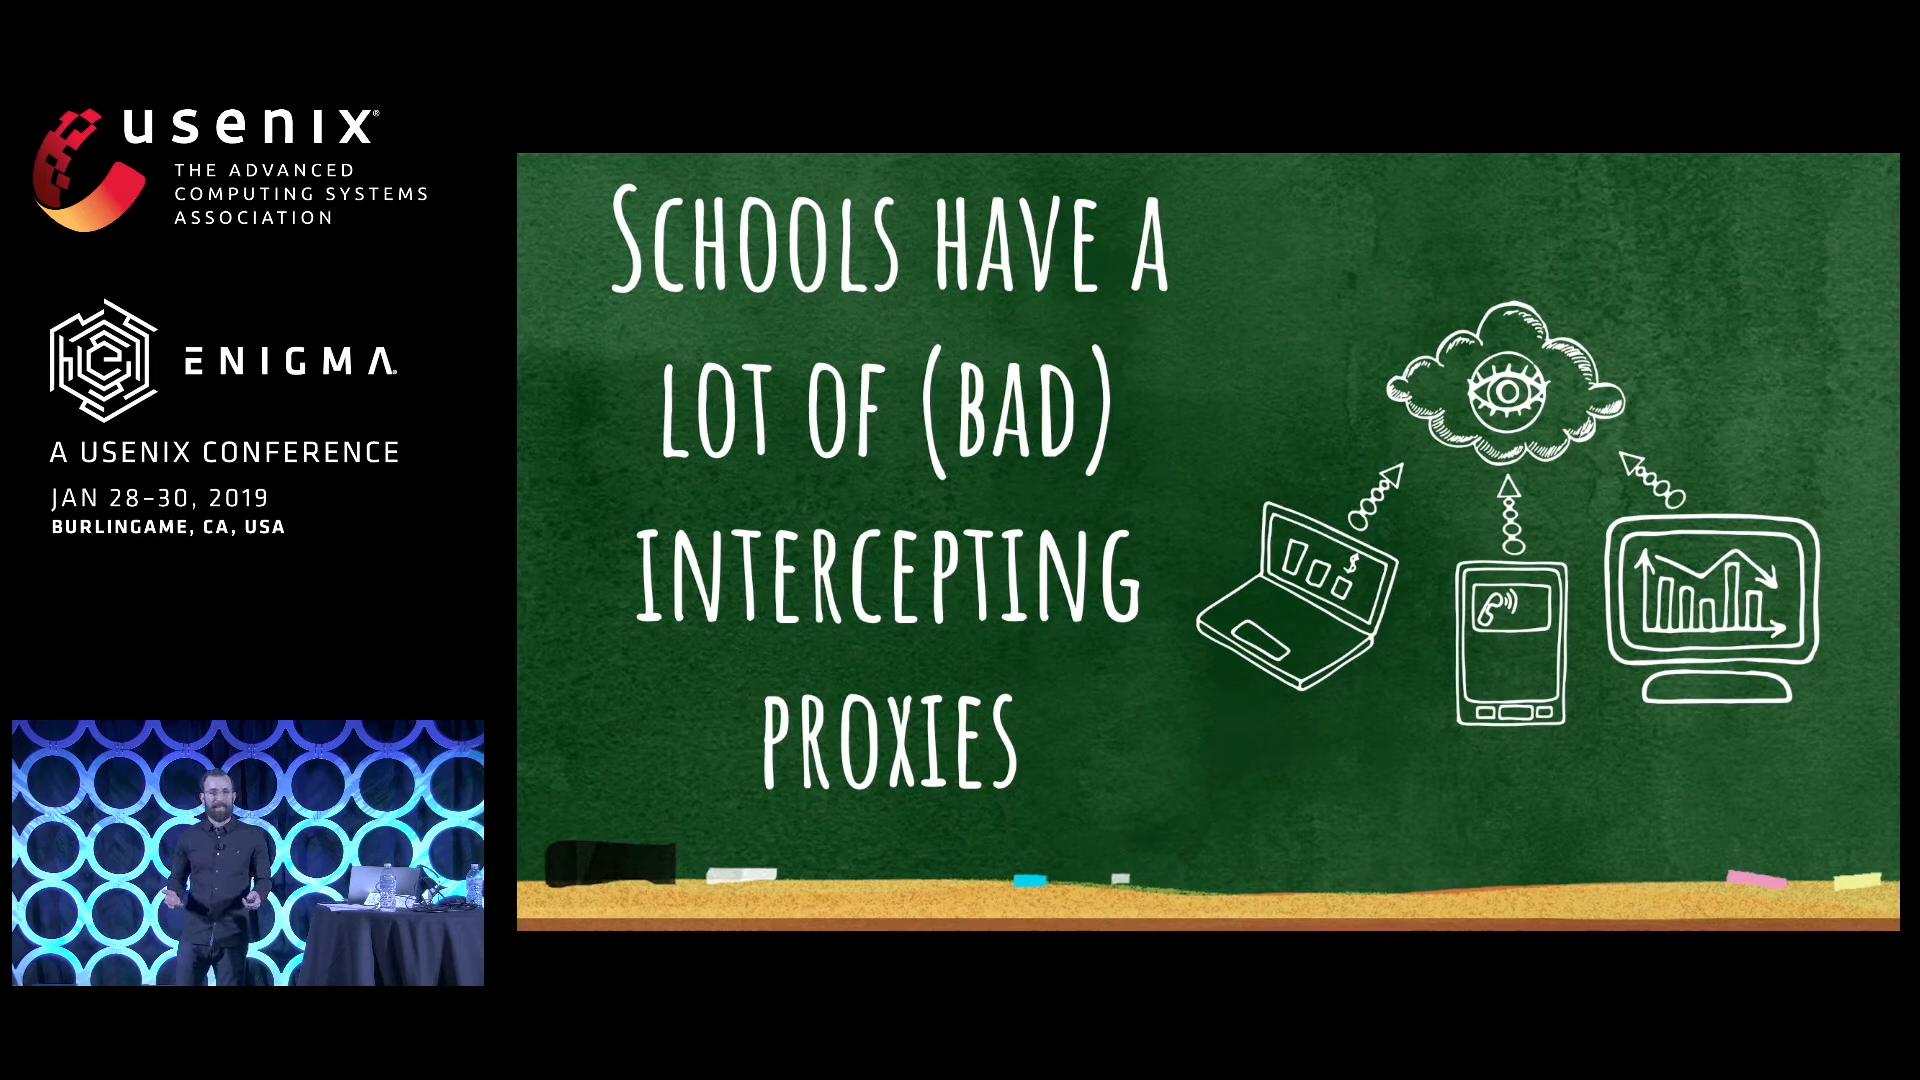 usenix®
THE ADVANCED
COMPUTING SYSTEMS
ASSOCIATION
ENIGMA.
A USENIX CONFERENCE
JAN 28–30, 2019
BURLINGAME, CA, USA
SCHOOLS HAVE A
LOT OF (BAD)
INTERCEPTING
PROXIES
$